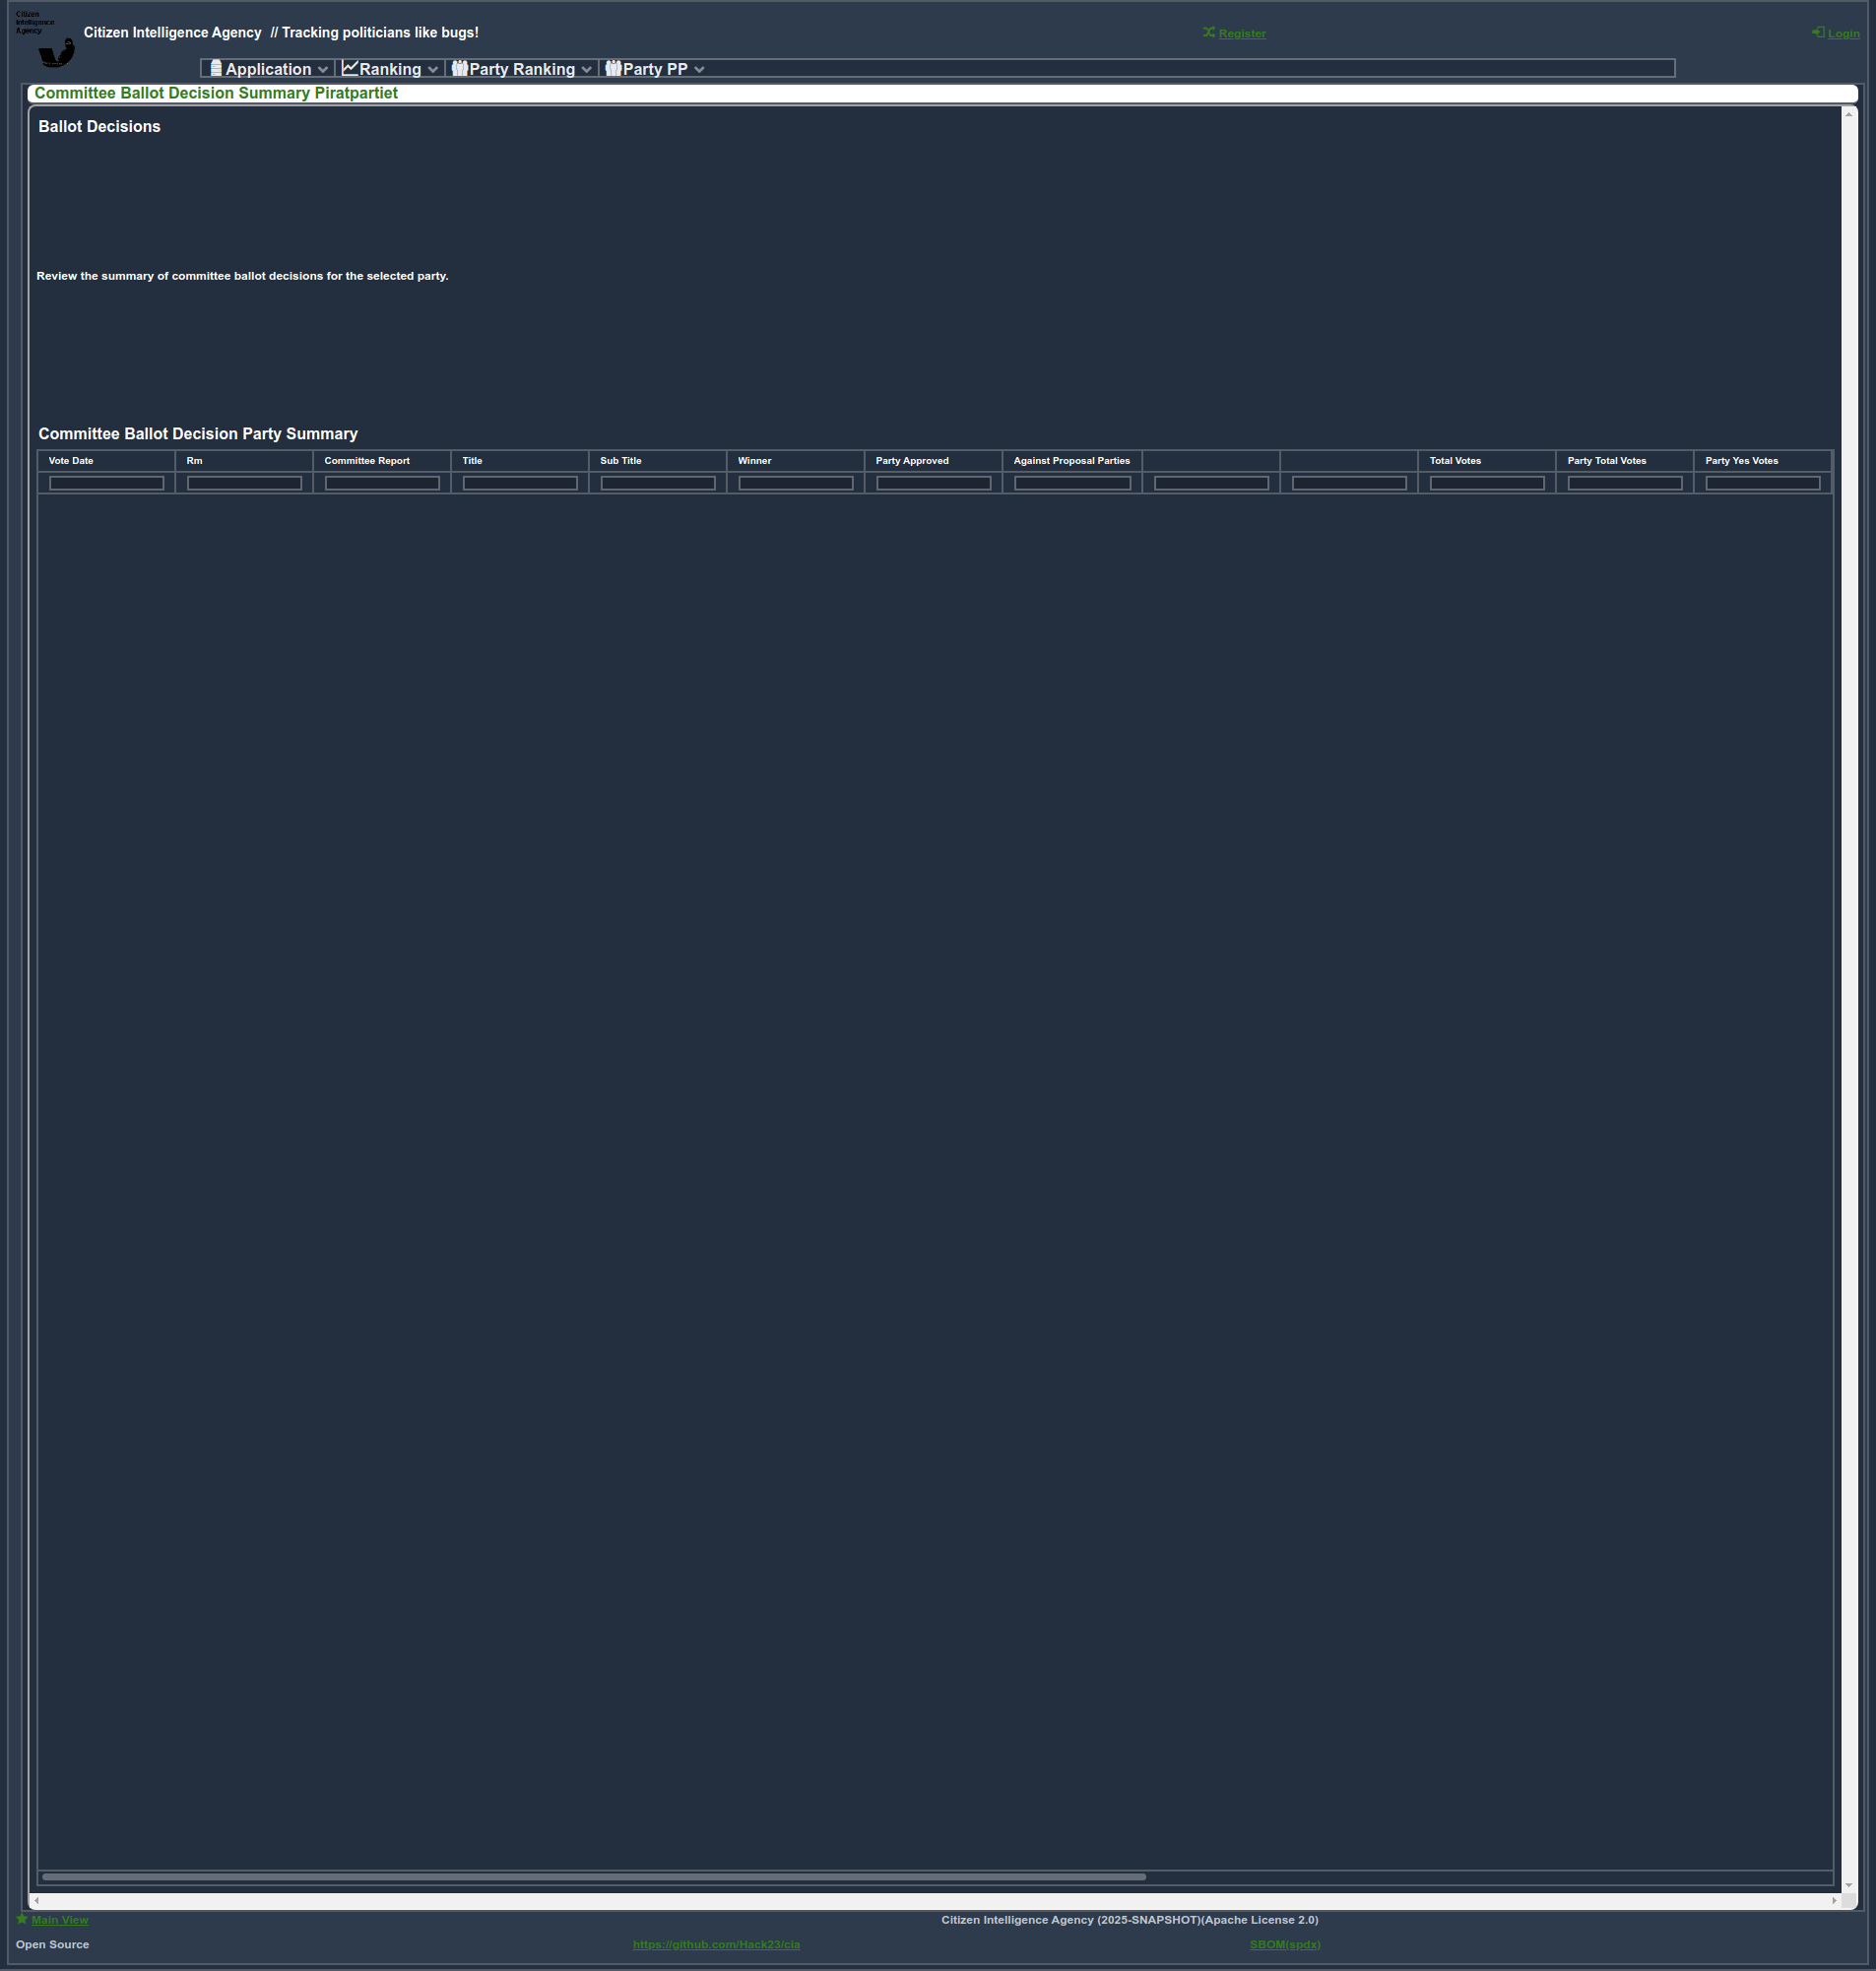 Citizen
Intelligence
Agency
Citizen Intelligence Agency // Tracking politicians like bugs!
Register
Login
Application
Ranking
Party Ranking
Party PP
Committee Ballot Decision Summary Piratpartiet
Ballot Decisions
Review the summary of committee ballot decisions for the selected party.
Committee Ballot Decision Party Summary
Vote Date Rm Committee Report Title Sub Title Winner Party Approved Against Proposal Parties Total Votes Party Total Votes Party Yes Votes
Main View
Citizen Intelligence Agency (2025-SNAPSHOT)(Apache License 2.0)
Open Source
https://github.com/Hack23/cia
SBOM(spdx)